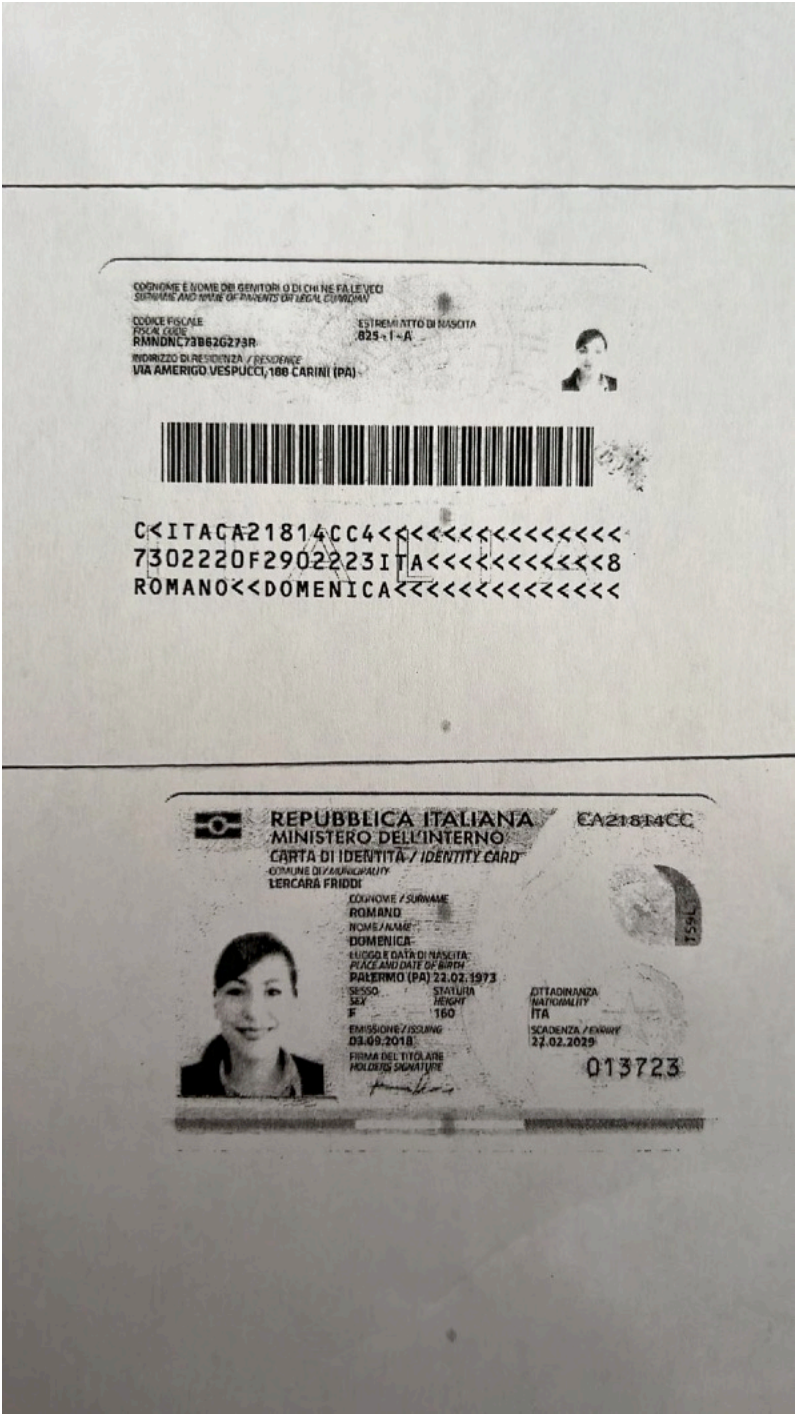 COGNOME E NOME DEI GENITORI O DI CHI NE FA LE VECI
SURNAME AND NAME OF PARENTS OR LEGAL GUARDIAN
CODICE FISCALE
FISCAL CODE
RMNDNC73B62G273R
ESTREMI ATTO DI NASCITA
825-I-A
INDIRIZZO DI RESIDENZA / RESIDENCE
VIA AMERIGO VESPUCCI, 188 CARINI (PA)
C<ITACA21814CC4<<<<<<<<<<<<<<<
7302220F2902223ITA<<<<<<<<<<<8
ROMANO<<DOMENICA<<<<<<<<<<<<<<
REPUBBLICA ITALIANA
CA21814CC
MINISTERO DELL'INTERNO
CARTA DI IDENTITÀ / IDENTITY CARD
COMUNE DI / MUNICIPALITY
LERCARA FRIDDI
COGNOME / SURNAME
ROMANO
NOME / NAME
DOMENICA
LUOGO E DATA DI NASCITA
PLACE AND DATE OF BIRTH
PALERMO (PA) 22.02.1973
SESSO
SEX
F
STATURA
HEIGHT
160
CITTADINANZA
NATIONALITY
ITA
EMISSIONE / ISSUING
03.09.2018
SCADENZA / EXPIRY
22.02.2029
FIRMA DEL TITOLARE
HOLDER'S SIGNATURE
013723